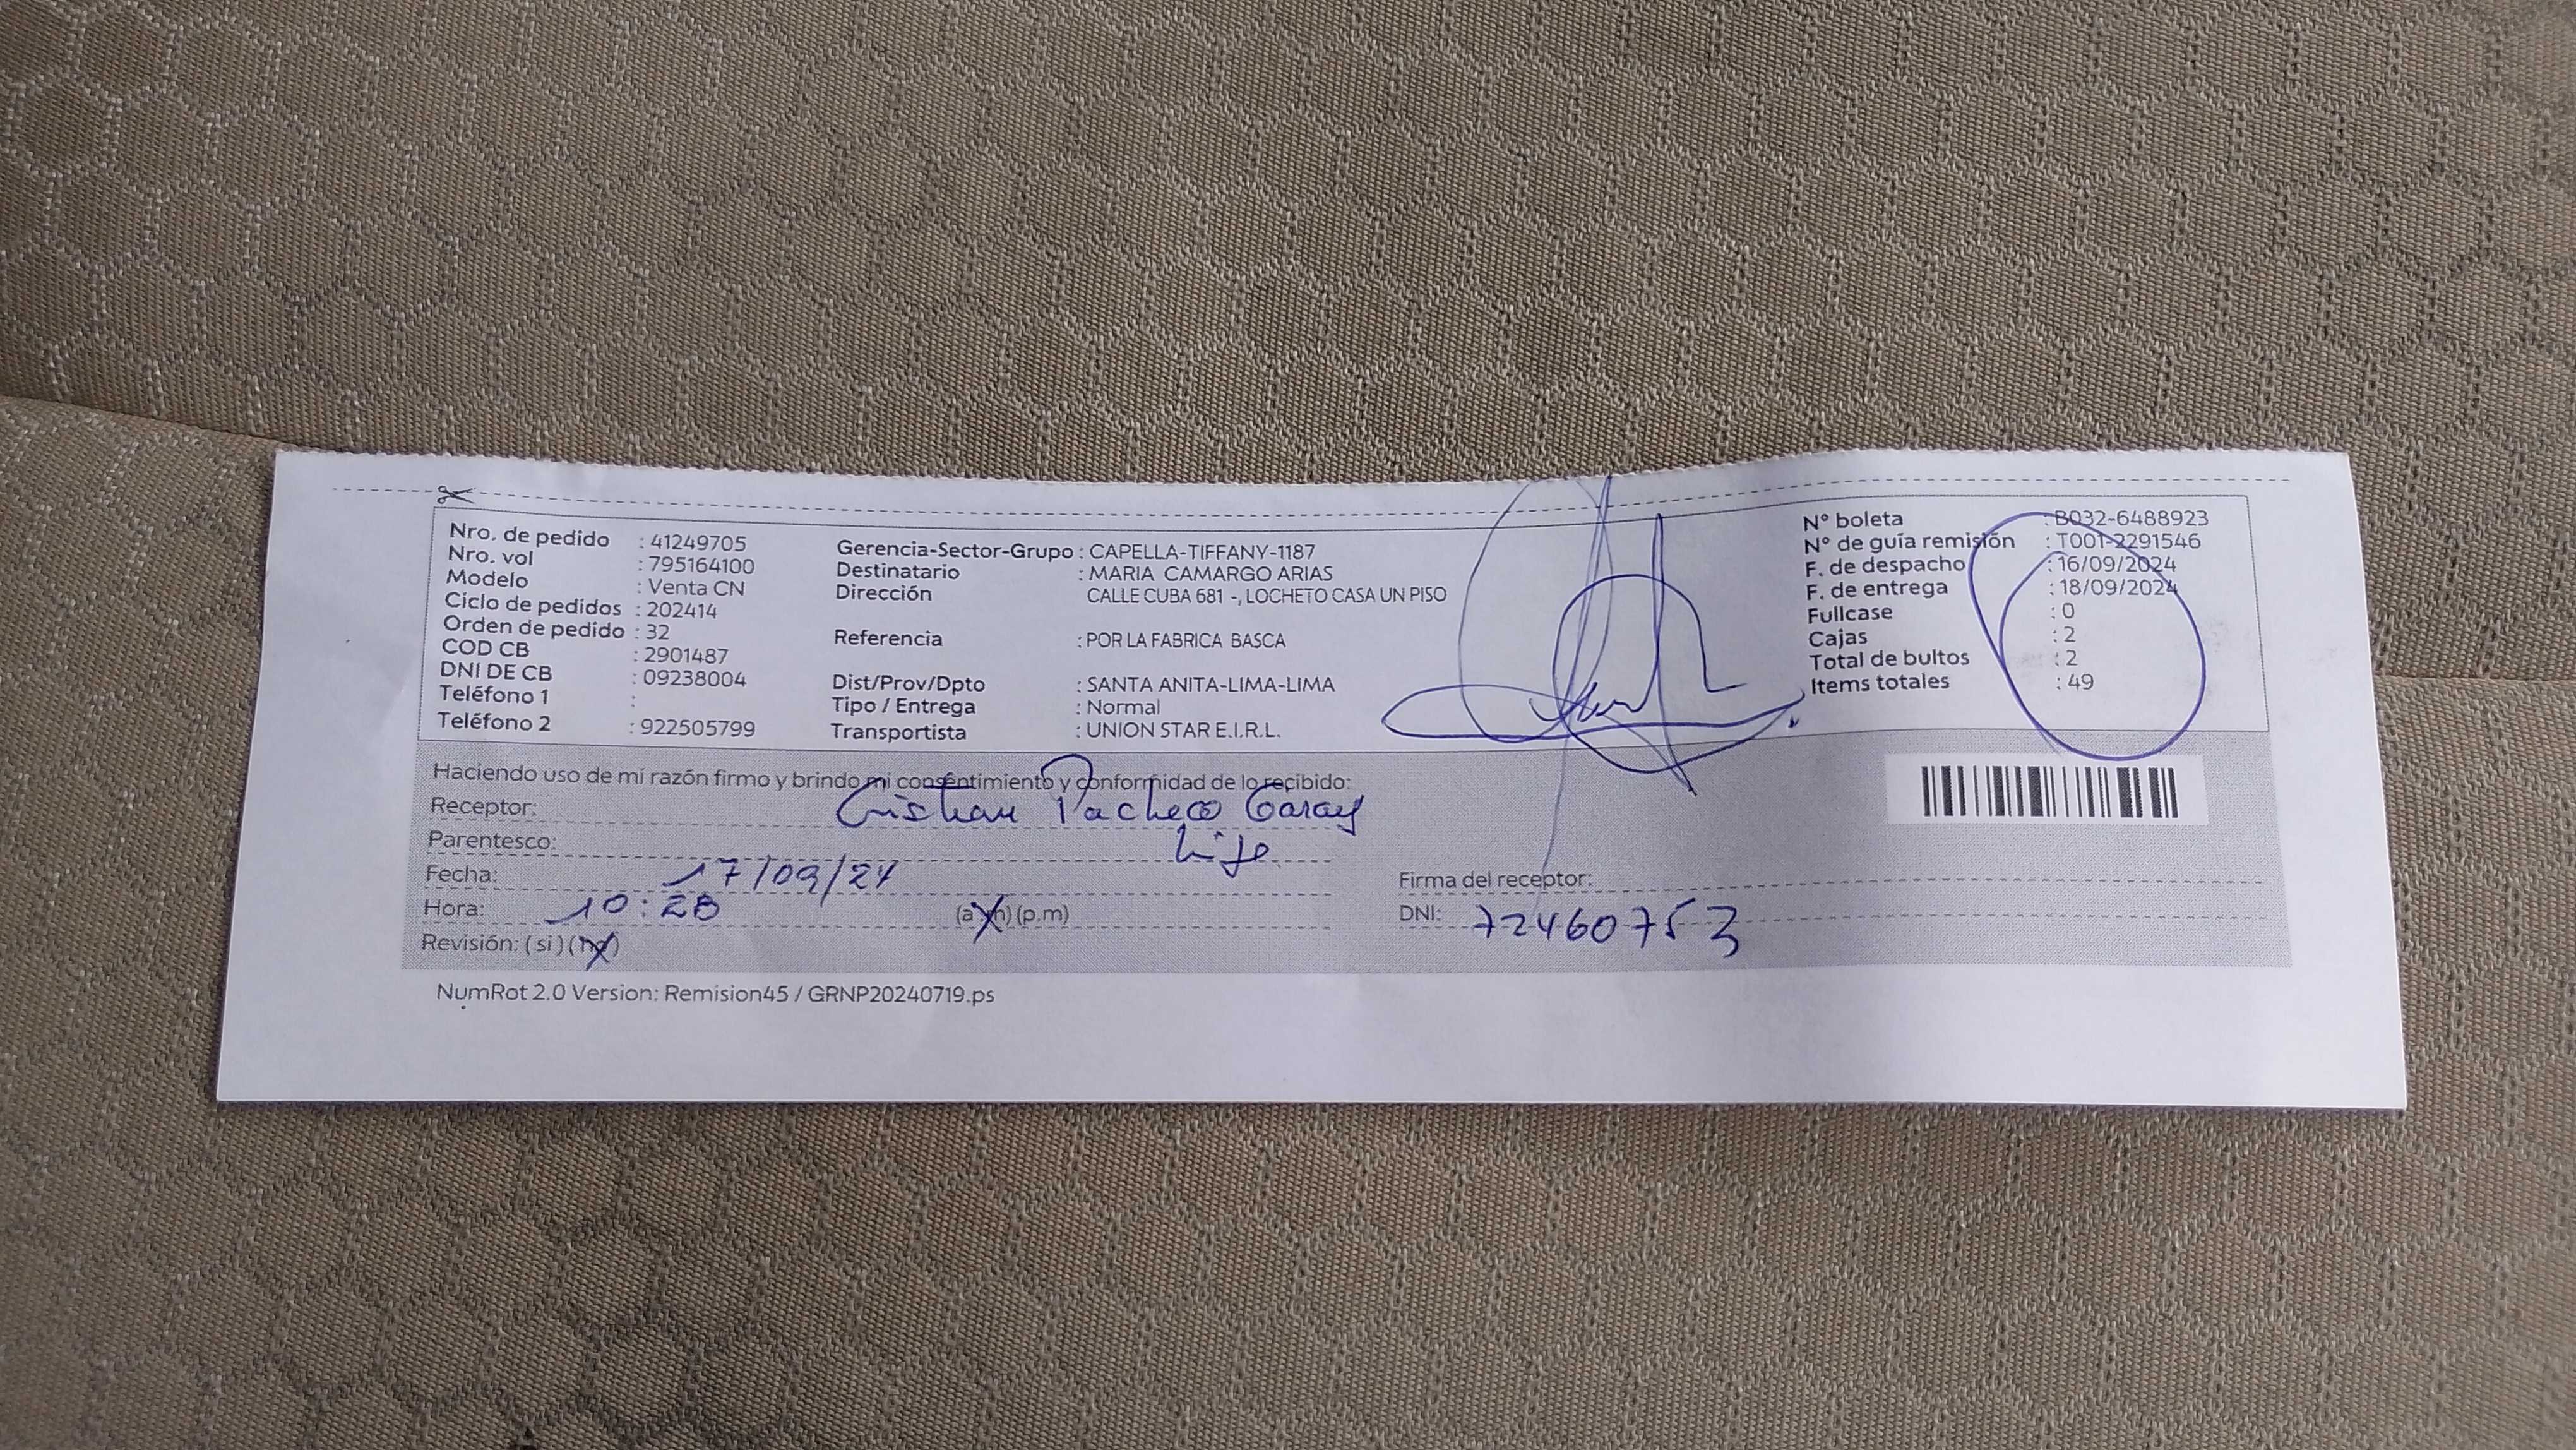 Nro. de pedido : 41249705
Nro. vol : 795164100
Modelo : Venta CN
Ciclo de pedidos : 202414
Orden de pedido : 32
COD CB : 2901487
DNI DE CB : 09238004
Teléfono 1 :
Teléfono 2 : 922505799
Gerencia-Sector-Grupo : CAPELLA-TIFFANY-1187
Destinatario : MARIA CAMARGO ARIAS
Dirección CALLE CUBA 681 -, LOCHETO CASA UN PISO
Referencia : POR LA FABRICA BASCA
Dist/Prov/Dpto : SANTA ANITA-LIMA-LIMA
Tipo / Entrega : Normal
Transportista : UNION STAR E.I.R.L.
N° boleta : B032-6488923
N° de guía remisión : T001-2291546
F. de despacho : 16/09/2024
F. de entrega : 18/09/2024
Fullcase : 0
Cajas : 2
Total de bultos : 2
Items totales : 49
Haciendo uso de mi razón firmo y brindo mi consentimiento y conformidad de lo recibido:
Receptor: Cristian Pacheco Garay
Parentesco: hijo
Fecha: 17/09/24
Hora: 10:28 (a.m) (p.m)
Revisión: (si) (no)
Firma del receptor:
DNI: 72460753
NumRot 2.0 Version: Remision45 / GRNP20240719.ps